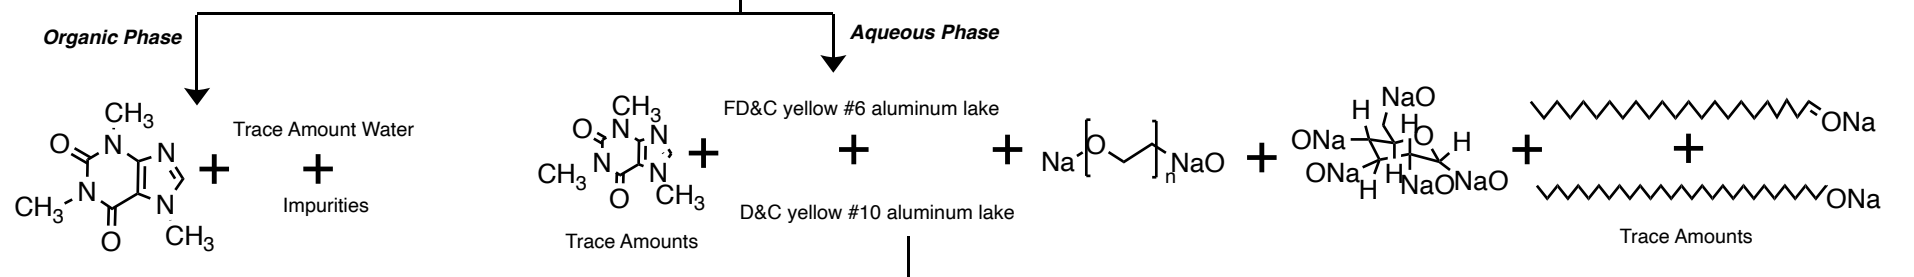 Organic Phase
Aqueous Phase
CH3
O
N
N
N
N
CH3
O
CH3
+
Trace Amount Water
+
Impurities
CH3
O
N
N
N
N
CH3
O
CH3
Trace Amounts
+
FD&C yellow #6 aluminum lake
+
D&C yellow #10 aluminum lake
+
Na
O
n
NaO
+
NaO
H
H
ONa
O
H
ONa
H
H
NaO
NaO
+
ONa
+
ONa
Trace Amounts